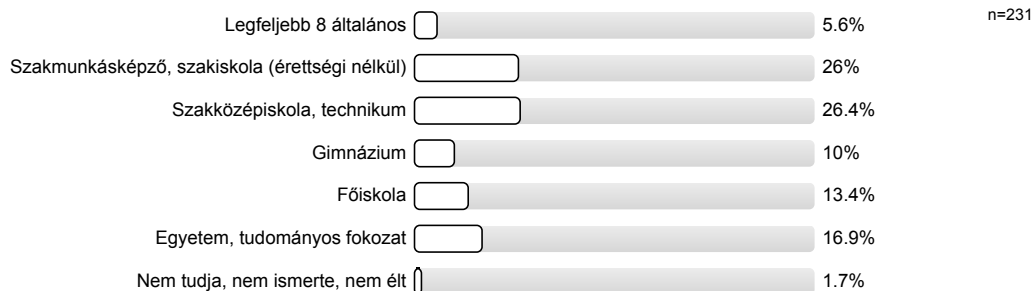 Legfeljebb 8 általános 5.6% n=231
Szakmunkásképző, szakiskola (érettségi nélkül) 26%
Szakközépiskola, technikum 26.4%
Gimnázium 10%
Főiskola 13.4%
Egyetem, tudományos fokozat 16.9%
Nem tudja, nem ismerte, nem élt 1.7%